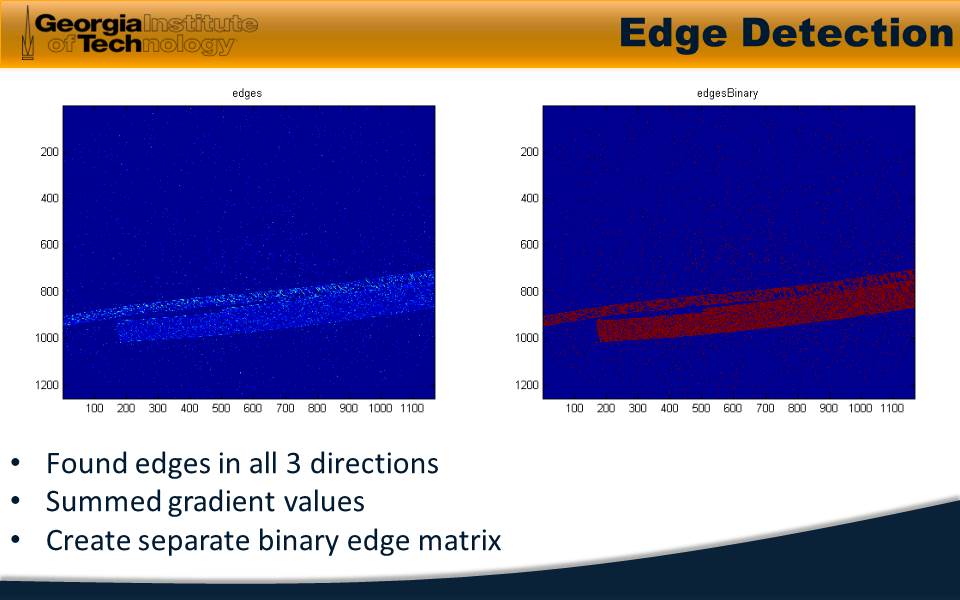 Georgia Institute
of Technology
Edge Detection
edges
200
400
600
800
1000
1200
100 200 300 400 500 600 700 800 900 1000 1100
edgesBinary
200
400
600
800
1000
1200
100 200 300 400 500 600 700 800 900 1000 1100
• Found edges in all 3 directions
• Summed gradient values
• Create separate binary edge matrix